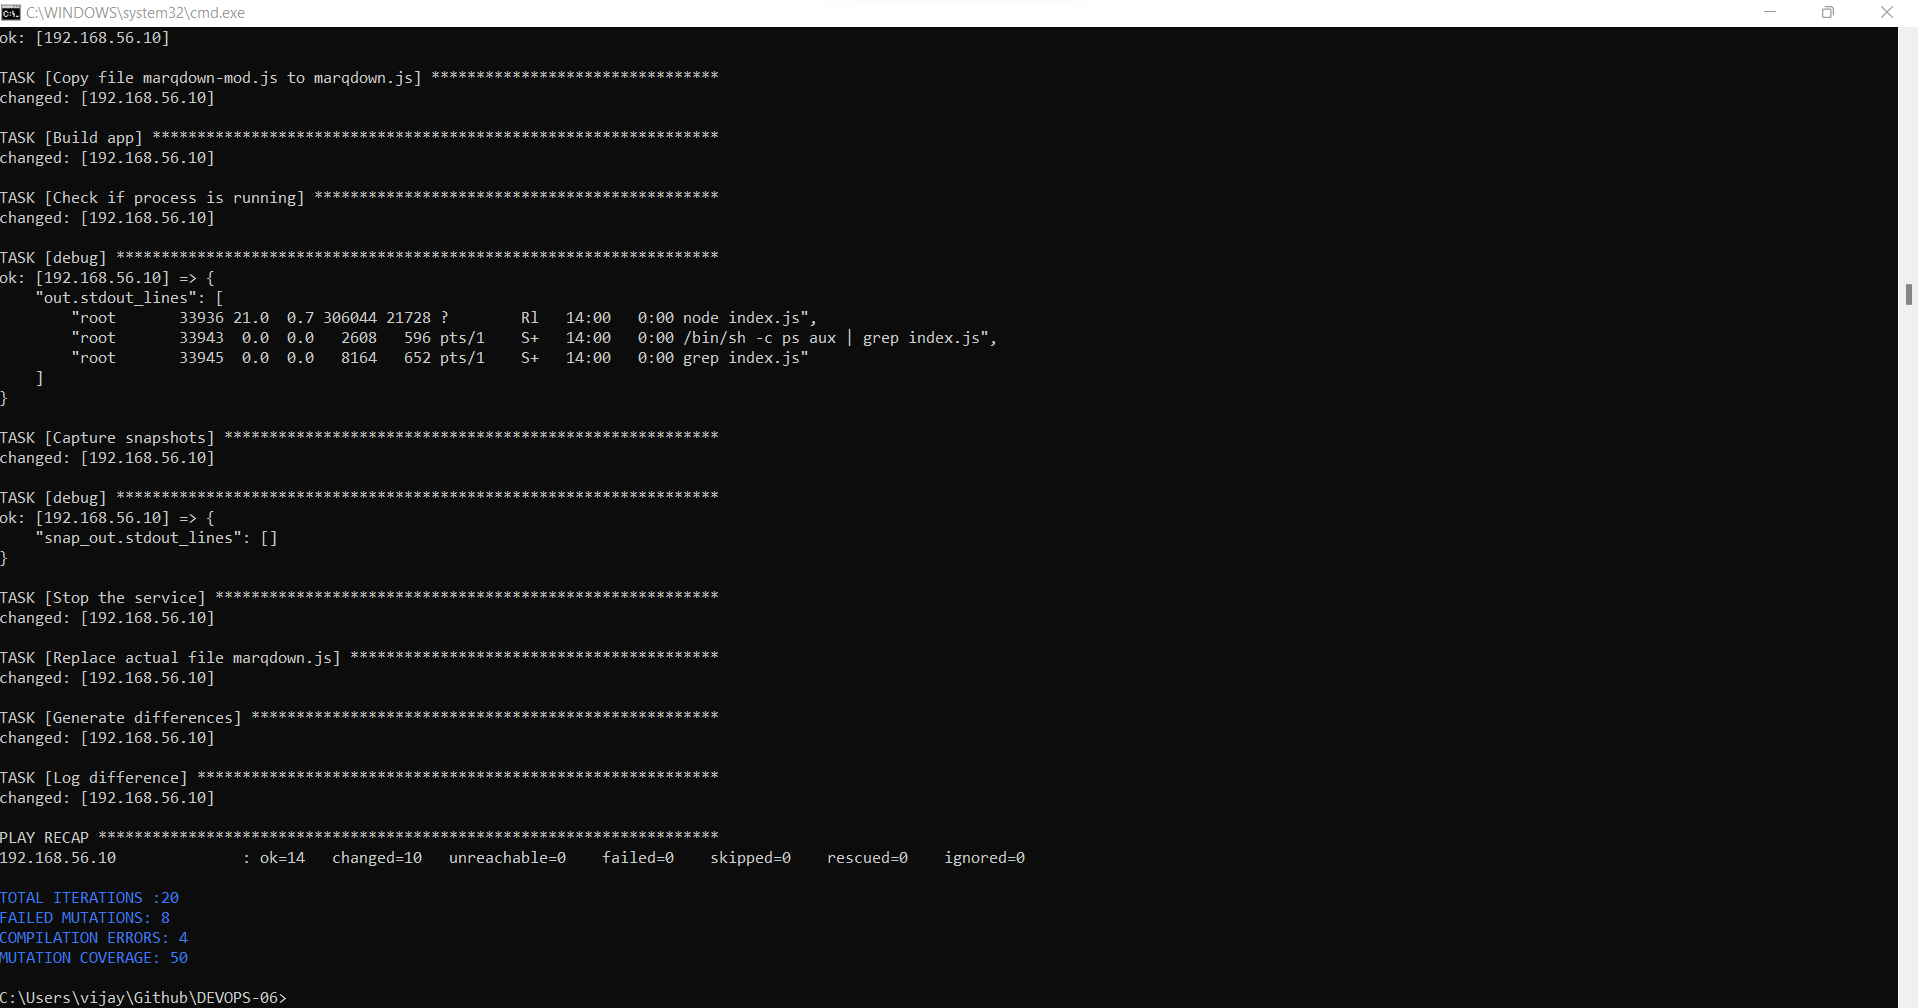 C:\WINDOWS\system32\cmd.exe
ok: [192.168.56.10]
TASK [Copy file marqdown-mod.js to marqdown.js] ********************************
changed: [192.168.56.10]
TASK [Build app] ***************************************************************
changed: [192.168.56.10]
TASK [Check if process is running] *********************************************
changed: [192.168.56.10]
TASK [debug] *******************************************************************
ok: [192.168.56.10] => {
    "out.stdout_lines": [
        "root       33936 21.0  0.7 306044 21728 ?        Rl   14:00   0:00 node index.js",
        "root       33943  0.0  0.0   2608   596 pts/1    S+   14:00   0:00 /bin/sh -c ps aux | grep index.js",
        "root       33945  0.0  0.0   8164   652 pts/1    S+   14:00   0:00 grep index.js"
    ]
}
TASK [Capture snapshots] *******************************************************
changed: [192.168.56.10]
TASK [debug] *******************************************************************
ok: [192.168.56.10] => {
    "snap_out.stdout_lines": []
}
TASK [Stop the service] ********************************************************
changed: [192.168.56.10]
TASK [Replace actual file marqdown.js] *****************************************
changed: [192.168.56.10]
TASK [Generate differences] ****************************************************
changed: [192.168.56.10]
TASK [Log difference] **********************************************************
changed: [192.168.56.10]
PLAY RECAP *********************************************************************
192.168.56.10              : ok=14   changed=10   unreachable=0    failed=0    skipped=0    rescued=0    ignored=0
TOTAL ITERATIONS :20
FAILED MUTATIONS: 8
COMPILATION ERRORS: 4
MUTATION COVERAGE: 50
C:\Users\vijay\Github\DEVOPS-06>